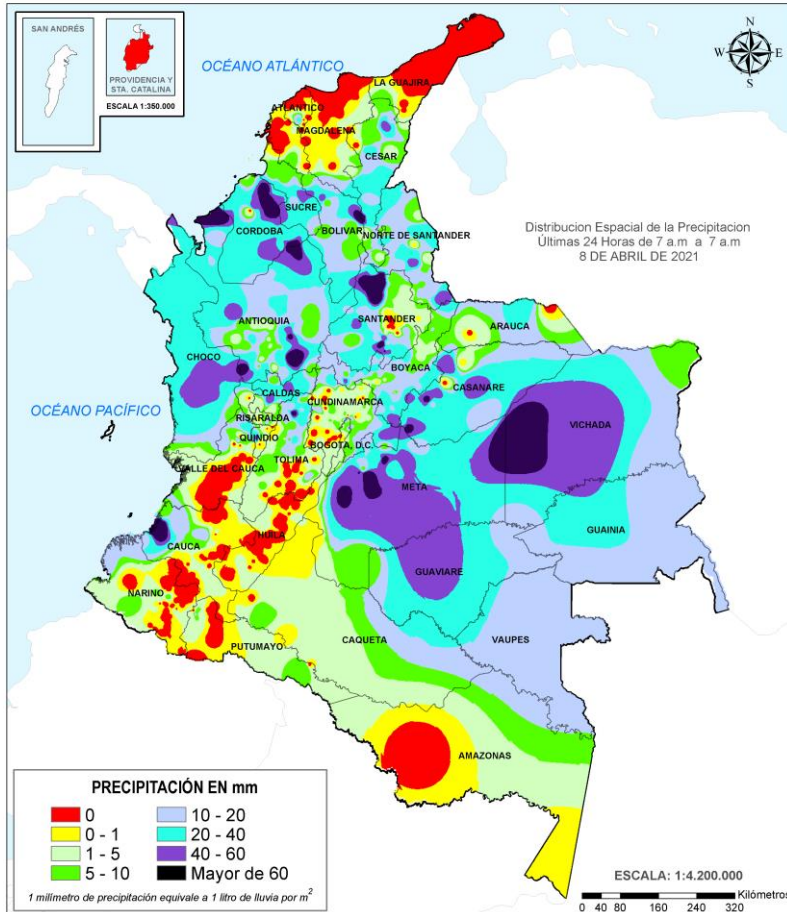 SAN ANDRÉS
PROVIDENCIA Y
STA. CATALINA
ESCALA 1:350.000
OCÉANO ATLÁNTICO
N
W
E
S
LA GUAJIRA
ATLANTICO
MAGDALENA
CESAR
SUCRE
CORDOBA
BOLIVAR
NORTE DE SANTANDER
Distribucion Espacial de la Precipitacion
Últimas 24 Horas de 7 a.m a 7 a.m
8 DE ABRIL DE 2021
ANTIOQUIA
SANTANDER
ARAUCA
CHOCO
BOYACA
CASANARE
OCÉANO PACÍFICO
CALDAS
CUNDINAMARCA
RISARALDA
VICHADA
QUINDIO
BOGOTA, D.C.
TOLIMA
VALLE DEL CAUCA
META
GUAINIA
HUILA
CAUCA
GUAVIARE
NARIÑO
PUTUMAYO
CAQUETA
VAUPES
AMAZONAS
PRECIPITACIÓN EN mm
0
0 - 1
1 - 5
5 - 10
10 - 20
20 - 40
40 - 60
Mayor de 60
1 milímetro de precipitación equivale a 1 litro de lluvia por m²
ESCALA: 1:4.200.000
Kilómetros
0 40 80 160 240 320